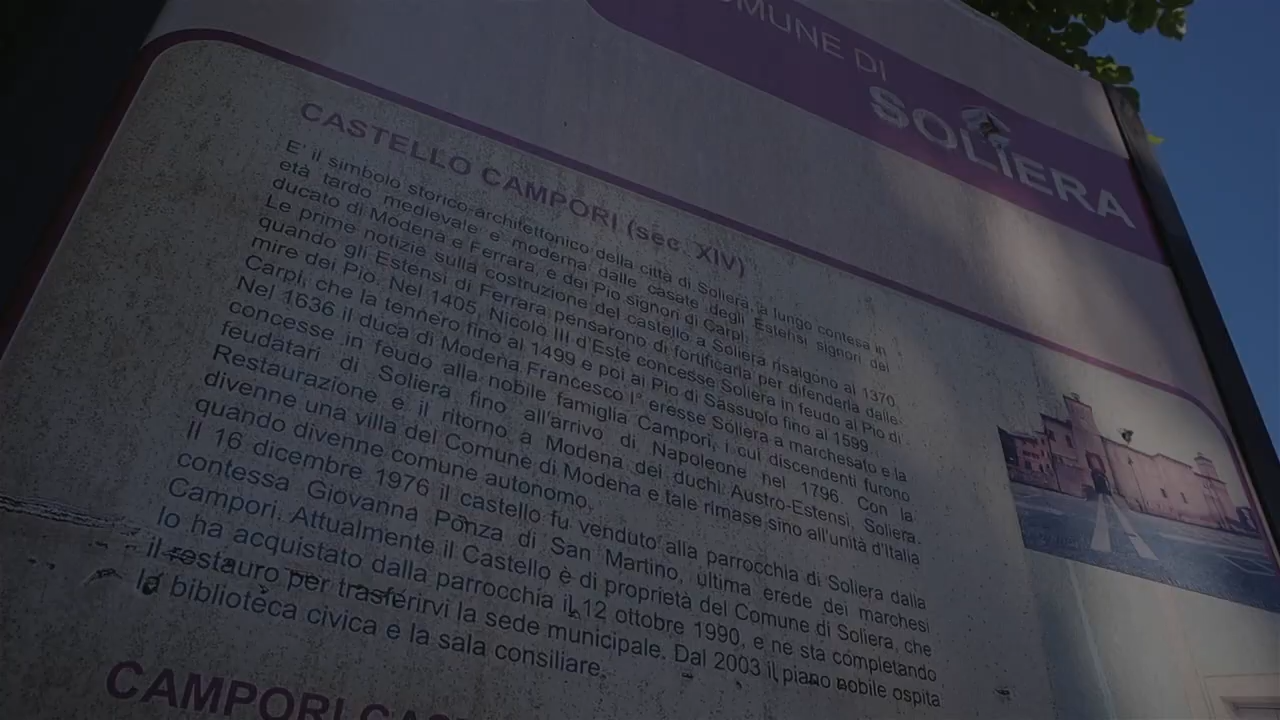 COMUNE DI
SOLIERA
CASTELLO CAMPORI (sec. XIV)
E' il simbolo storico-architettonico della città di Soliera, a lungo contesa in
età tardo medievale e moderna dalle casate degli Estensi signori del
ducato di Modena e Ferrara, e dei Pio signori di Carpi.
Le prime notizie sulla costruzione del castello a Soliera risalgono al 1370,
quando gli Estensi di Ferrara pensarono di fortificarla per difenderla dalle
mire dei Pio. Nel 1405, Nicolo III d'Este concesse Soliera in feudo ai Pio di
Carpi, che la tennero fino al 1499 e poi ai Pio di Sassuolo fino al 1599.
Nel 1636 il duca di Modena Francesco I° eresse Soliera a marchesato e la
concesse in feudo alla nobile famiglia Campori, i cui discendenti furono
feudatari di Soliera fino all'arrivo di Napoleone nel 1796. Con la
Restaurazione e il ritorno a Modena dei duchi Austro-Estensi, Soliera
divenne una villa del Comune di Modena e tale rimase sino all'unità d'Italia
quando divenne comune autonomo.
Il 16 dicembre 1976 il castello fu venduto alla parrocchia di Soliera dalla
contessa Giovanna Ponza di San Martino, ultima erede dei marchesi
Campori. Attualmente il Castello è di proprietà del Comune di Soliera, che
lo ha acquistato dalla parrocchia il 12 ottobre 1990, e ne sta completando
il restauro per trasferirvi la sede municipale. Dal 2003 il piano nobile ospita
la biblioteca civica e la sala consiliare.
CAMPORI